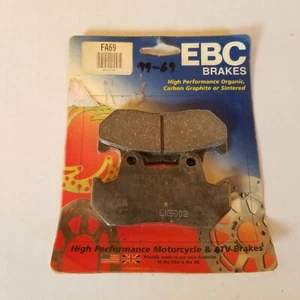 FA69
EBC
BRAKES
99-69
High Performance Organic,
Carbon Graphite or Sintered
High Performance Motorcycle & ATV Brakes